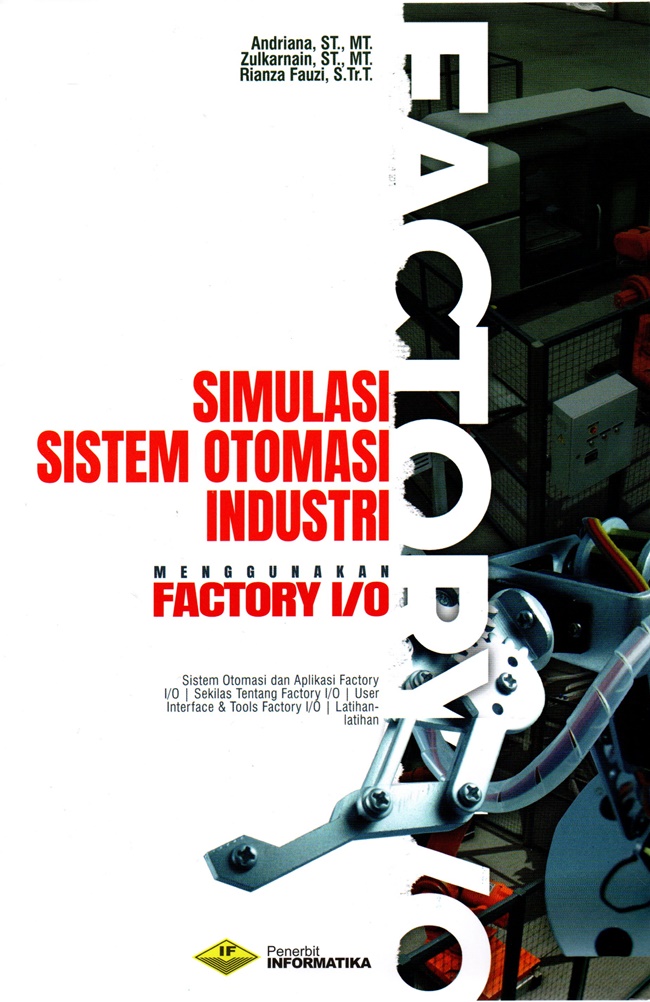 Andriana, ST., MT.
Zulkarnain, ST., MT.
Rianza Fauzi, S.Tr.T.
FACTORY I/O
SIMULASI
SISTEM OTOMASI
INDUSTRI
MENGGUNAKAN
FACTORY I/O
Sistem Otomasi dan Aplikasi Factory
I/O | Sekilas Tentang Factory I/O | User
Interface & Tools Factory I/O | Latihan-
latihan
IF
Penerbit
INFORMATIKA